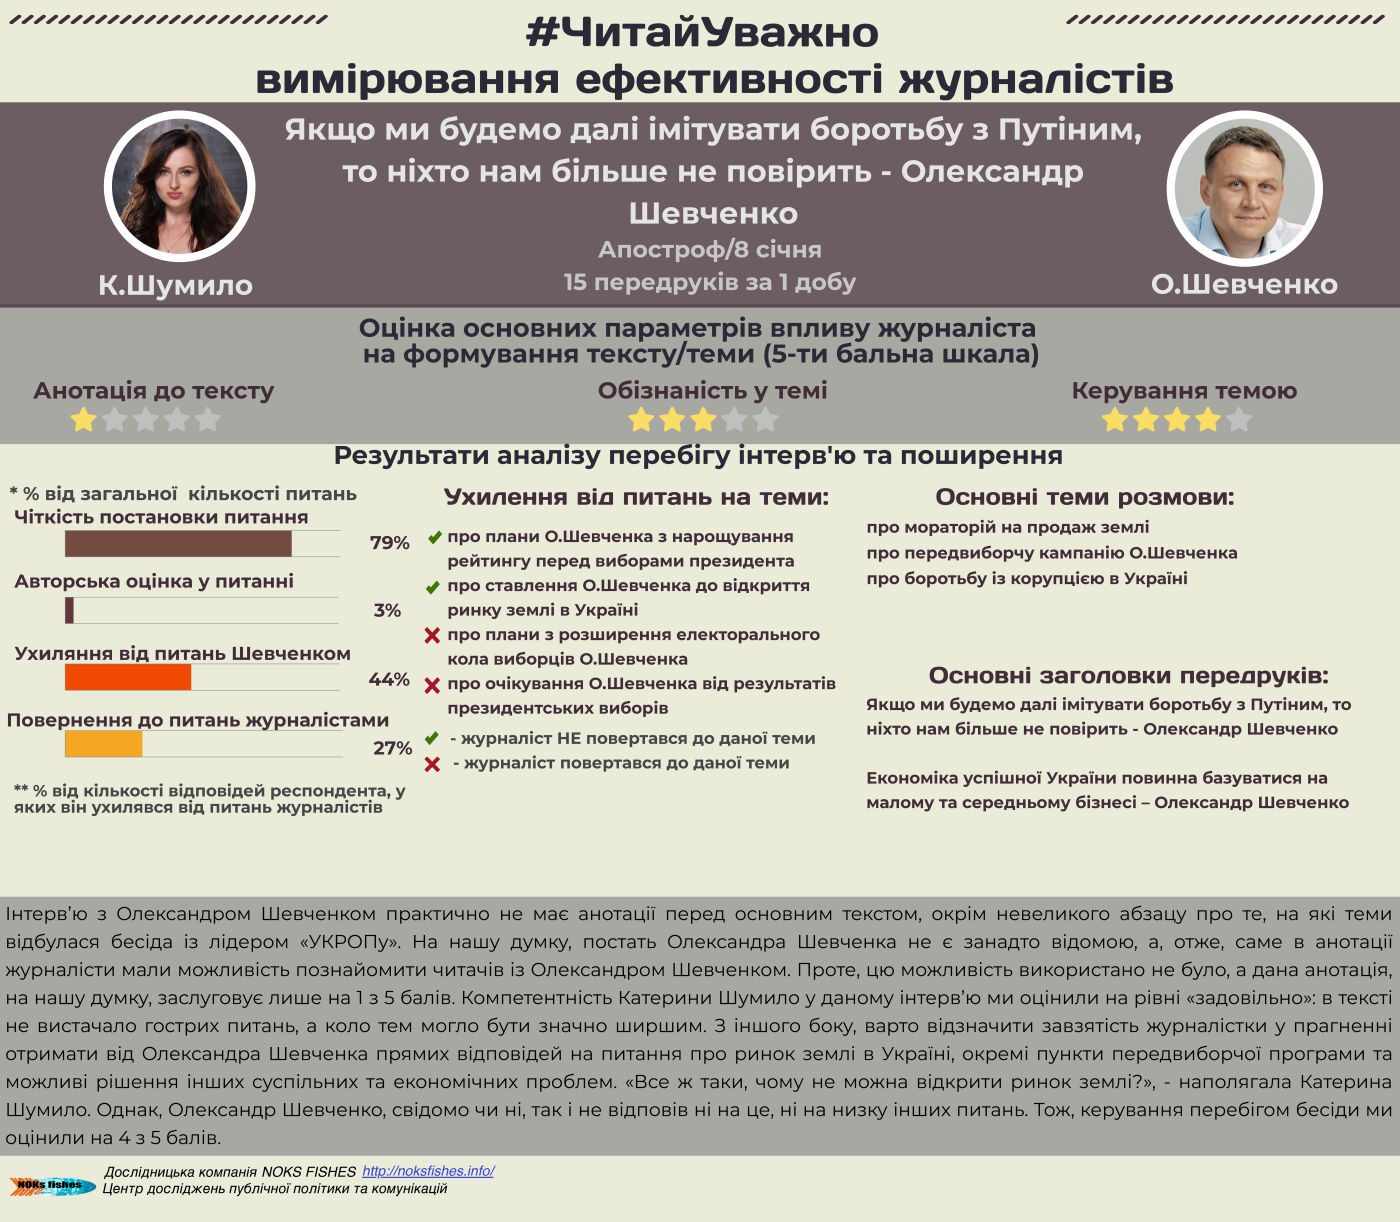 #ЧитайУважно
вимірювання ефективності журналістів
Якщо ми будемо далі імітувати боротьбу з Путіним,
то ніхто нам більше не повірить - Олександр
Шевченко
Апостроф/8 січня
15 передруків за 1 добу
К.Шумило
О.Шевченко
Оцінка основних параметрів впливу журналіста
на формування тексту/теми (5-ти бальна шкала)
Анотація до тексту
Обізнаність у темі
Керування темою
Результати аналізу перебігу інтерв'ю та поширення
* % від загальної кількості питань
Чіткість постановки питання
79%
Авторська оцінка у питанні
3%
Ухиляння від питань Шевченком
44%
Повернення до питань журналістами
27%
** % від кількості відповідей респондента, у
яких він ухилявся від питань журналістів
Ухилення від питань на теми:
про плани О.Шевченка з нарощування
рейтингу перед виборами президента
про ставлення О.Шевченка до відкриття
ринку землі в Україні
про плани з розширення електорального
кола виборців О.Шевченка
про очікування О.Шевченка від результатів
президентських виборів
- журналіст НЕ повертався до даної теми
- журналіст повертався до даної теми
Основні теми розмови:
про мораторій на продаж землі
про передвиборчу кампанію О.Шевченка
про боротьбу із корупцією в Україні
Основні заголовки передруків:
Якщо ми будемо далі імітувати боротьбу з Путіним, то
ніхто нам більше не повірить - Олександр Шевченко
Економіка успішної України повинна базуватися на
малому та середньому бізнесі – Олександр Шевченко
Інтерв’ю з Олександром Шевченком практично не має анотації перед основним текстом, окрім невеликого абзацу про те, на які теми
відбулася бесіда із лідером «УКРОПу». На нашу думку, постать Олександра Шевченка не є занадто відомою, а, отже, саме в анотації
журналісти мали можливість познайомити читачів із Олександром Шевченком. Проте, цю можливість використано не було, а дана анотація,
на нашу думку, заслуговує лише на 1 з 5 балів. Компетентність Катерини Шумило у даному інтерв’ю ми оцінили на рівні «задовільно»: в тексті
не вистачало гострих питань, а коло тем могло бути значно ширшим. З іншого боку, варто відзначити завзятість журналістки у прагненні
отримати від Олександра Шевченка прямих відповідей на питання про ринок землі в Україні, окремі пункти передвиборчої програми та
можливі рішення інших суспільних та економічних проблем. «Все ж таки, чому не можна відкрити ринок землі?», - наполягала Катерина
Шумило. Однак, Олександр Шевченко, свідомо чи ні, так і не відповів ні на це, ні на низку інших питань. Тож, керування перебігом бесіди ми
оцінили на 4 з 5 балів.
NOKs fishes
Дослідницька компанія NOKS FISHES http://noksfishes.info/
Центр досліджень публічної політики та комунікацій